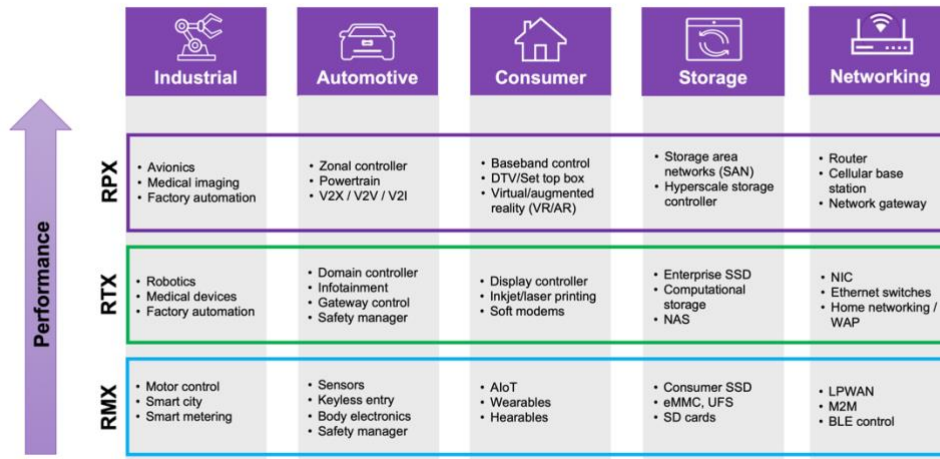 Industrial
Automotive
Consumer
Storage
Networking
Performance
RPX
• Avionics
• Medical imaging
• Factory automation
• Zonal controller
• Powertrain
• V2X / V2V / V2I
• Baseband control
• DTV/Set top box
• Virtual/augmented
reality (VR/AR)
• Storage area
networks (SAN)
• Hyperscale storage
controller
• Router
• Cellular base
station
• Network gateway
RTX
• Robotics
• Medical devices
• Factory automation
• Domain controller
• Infotainment
• Gateway control
• Safety manager
• Display controller
• Inkjet/laser printing
• Soft modems
• Enterprise SSD
• Computational
storage
• NAS
• NIC
• Ethernet switches
• Home networking /
WAP
RMX
• Motor control
• Smart city
• Smart metering
• Sensors
• Keyless entry
• Body electronics
• Safety manager
• AIoT
• Wearables
• Hearables
• Consumer SSD
• eMMC, UFS
• SD cards
• LPWAN
• M2M
• BLE control